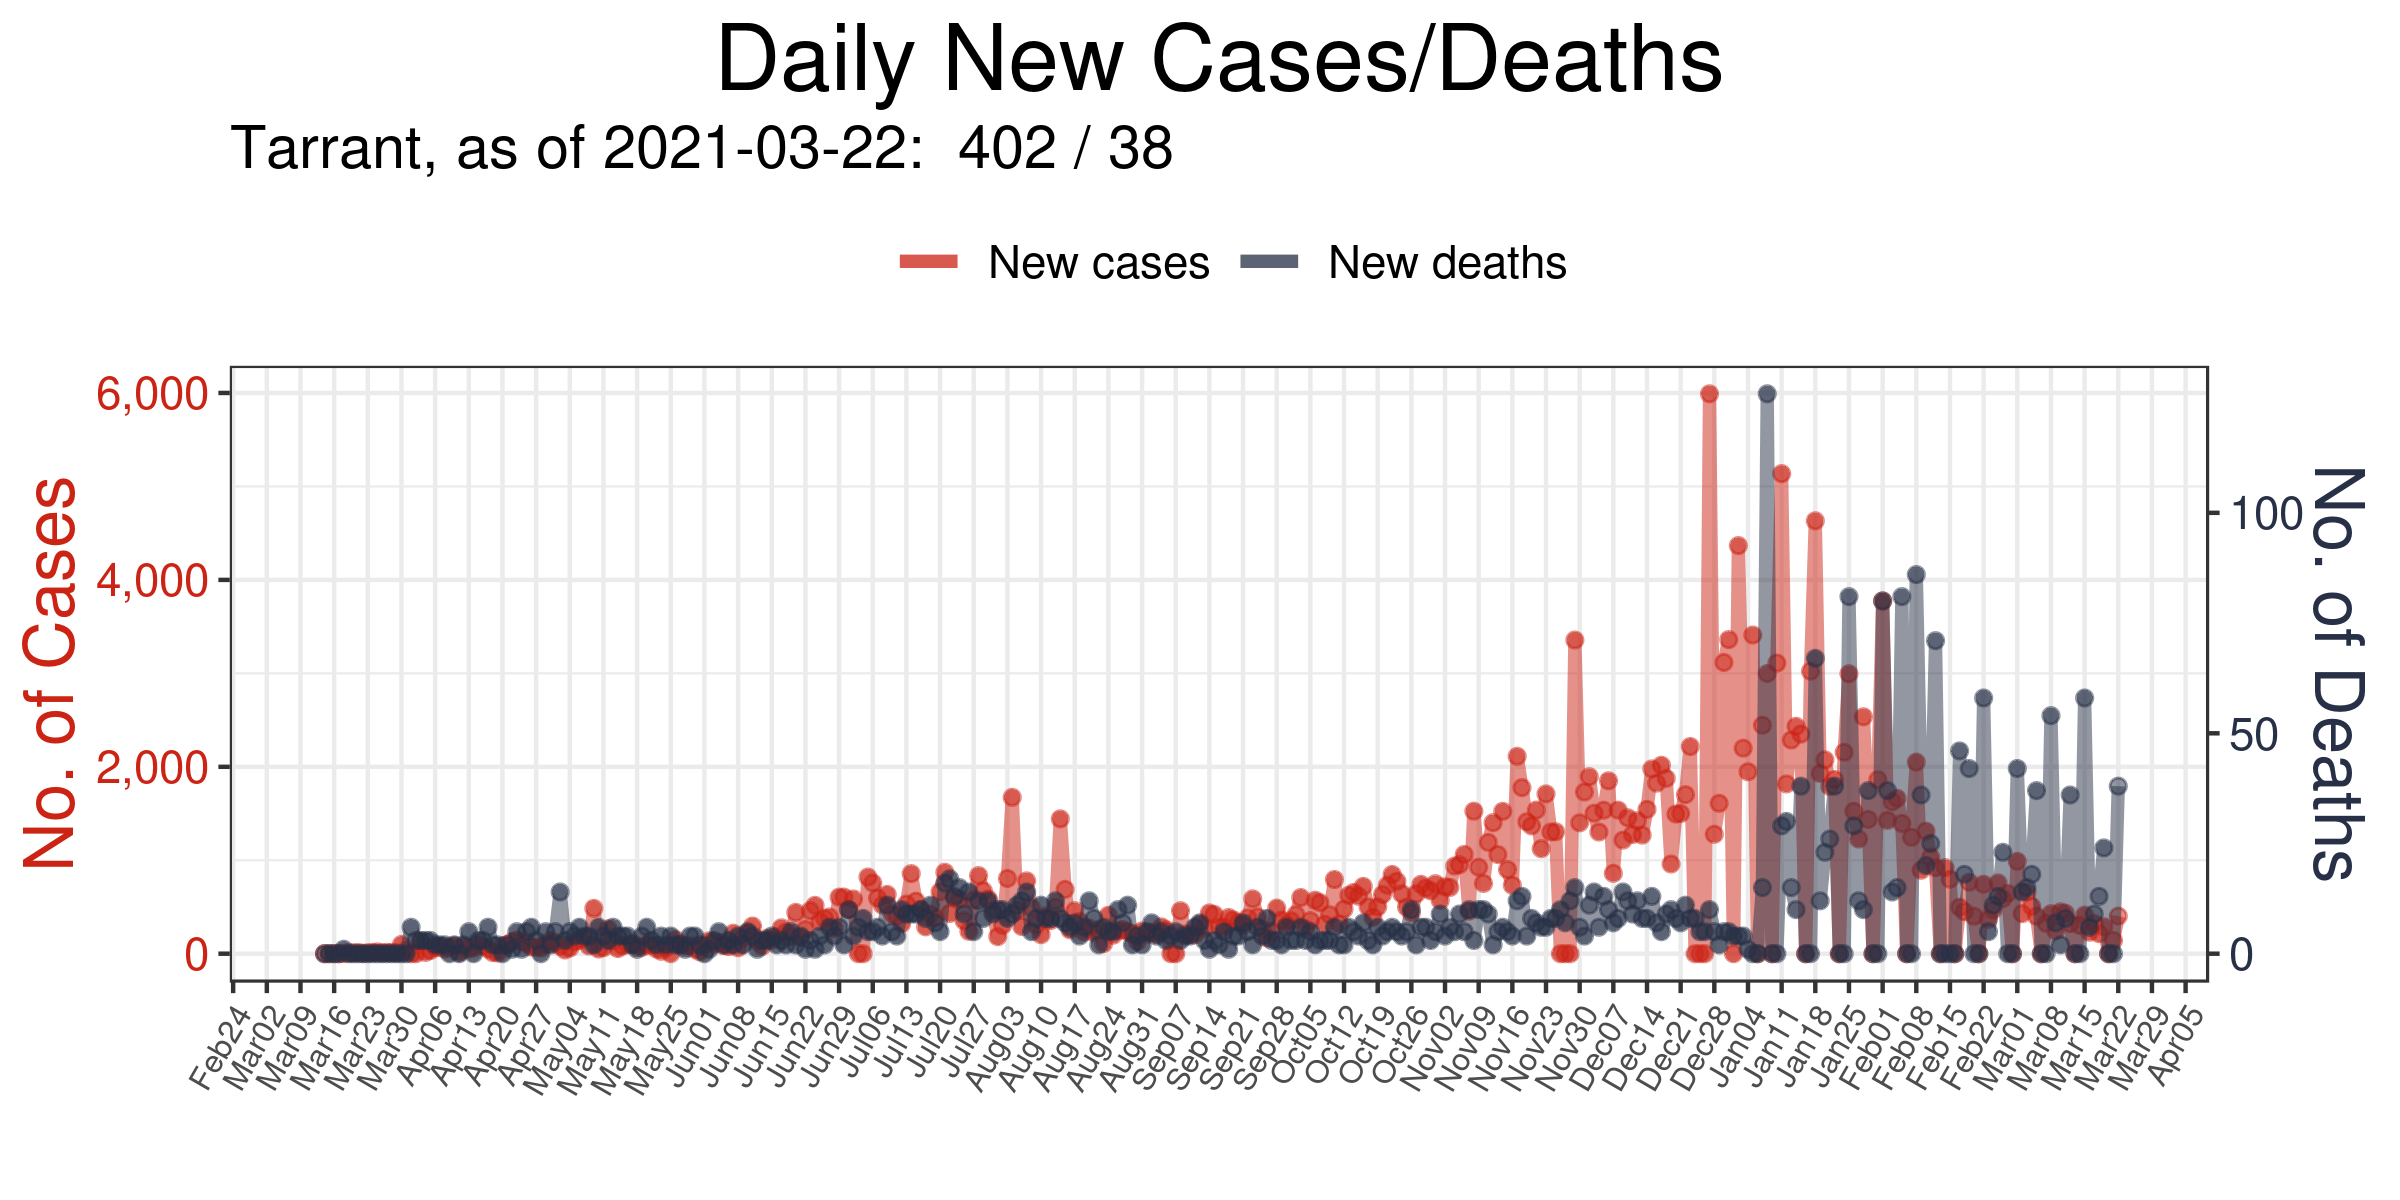 Daily New Cases/Deaths
Tarrant, as of 2021-03-22:  402 / 38
New cases
New deaths
No. of Cases
6,000
4,000
2,000
0
No. of Deaths
100
50
0
Feb24
Mar02
Mar09
Mar16
Mar23
Mar30
Apr06
Apr13
Apr20
Apr27
May04
May11
May18
May25
Jun01
Jun08
Jun15
Jun22
Jun29
Jul06
Jul13
Jul20
Jul27
Aug03
Aug10
Aug17
Aug24
Aug31
Sep07
Sep14
Sep21
Sep28
Oct05
Oct12
Oct19
Oct26
Nov02
Nov09
Nov16
Nov23
Nov30
Dec07
Dec14
Dec21
Dec28
Dec04
Jan11
Jan18
Jan25
Feb01
Feb08
Feb15
Feb22
Mar01
Mar08
Mar15
Mar22
Mar29
Apr05